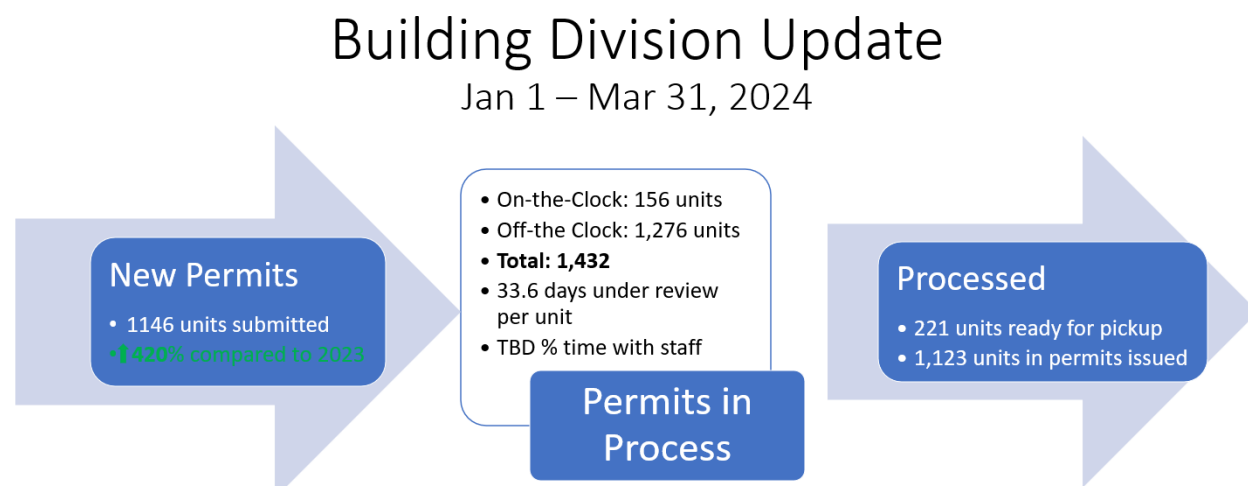 Building Division Update
Jan 1 – Mar 31, 2024
New Permits
• 1146 units submitted
•⬆420% compared to 2023
• On-the-Clock: 156 units
• Off-the Clock: 1,276 units
• Total: 1,432
• 33.6 days under review
per unit
• TBD % time with staff
Permits in
Process
Processed
• 221 units ready for pickup
• 1,123 units in permits issued